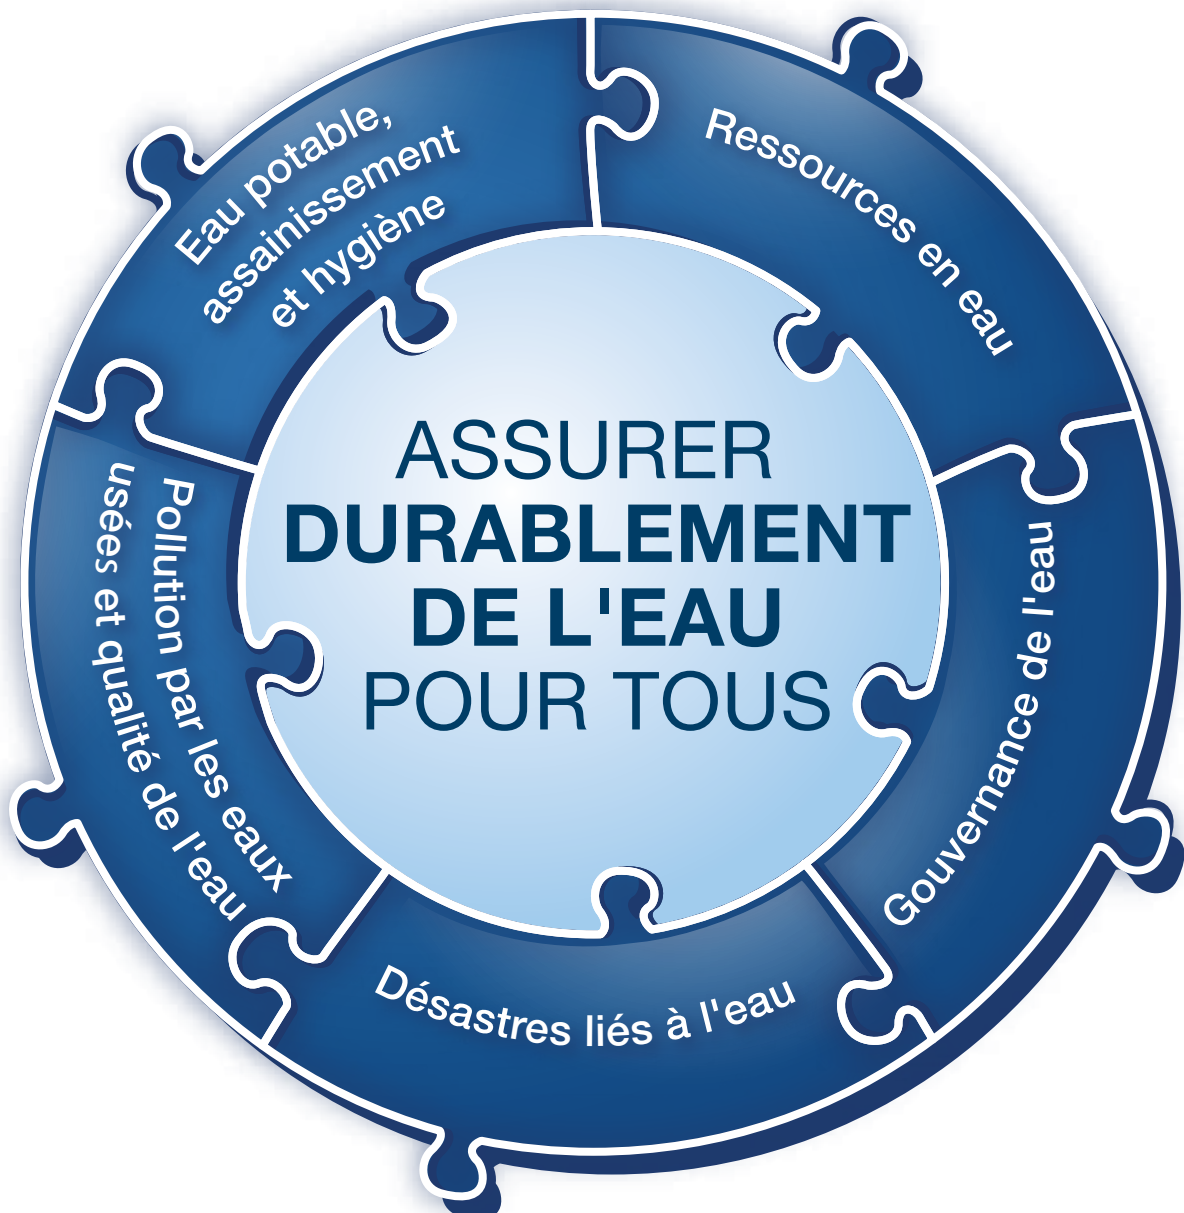 ASSURER
DURABLEMENT
DE L'EAU
POUR TOUS
Eau potable,
assainissement
et hygiène
Ressources en eau
Gouvernance de l'eau
Désastres liés à l'eau
Pollution par les eaux
usées et qualité de l'eau